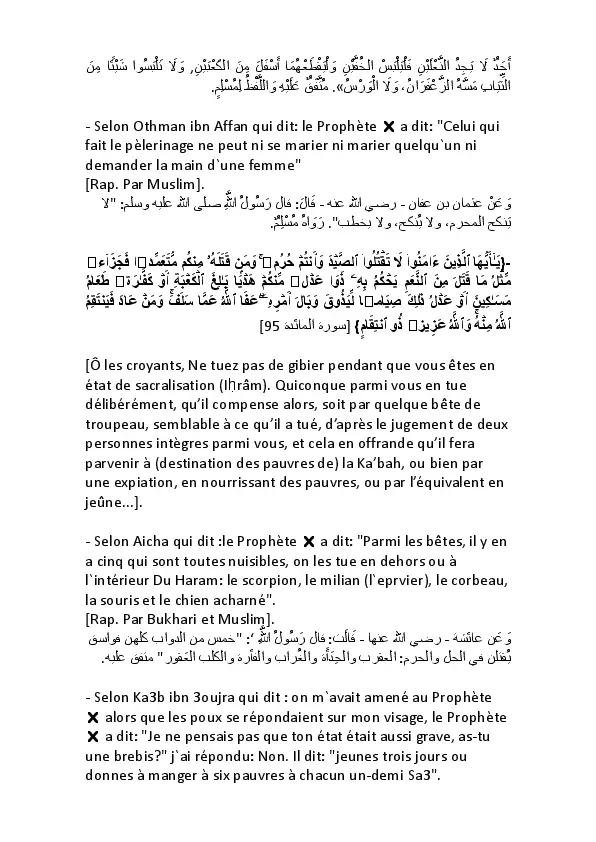 أَحَدٌ لَا يَجِدُ النَّعْلَيْنِ فَلْيَلْبَسْ الْخُفَّيْنِ وَلْيَقْطَعْهُمَا أَسْفَلَ مِنَ الْكَعْبَيْنِ, وَلَا تَلْبَسُوا شَيْئًا مِنَ
الثِّيَابِ مَسَّهُ الزَّعْفَرَانُ، وَلَا الْوَرْسُ». مُتَّفَقٌ عَلَيْهِ وَاللَّفْظُ لِمُسْلِمٍ.
- Selon Othman ibn Affan qui dit: le Prophète ❌ a dit: "Celui qui
fait le pèlerinage ne peut ni se marier ni marier quelqu`un ni
demander la main d`une femme"
[Rap. Par Muslim].
وَ عَنْ عثمان بن عفان - رضى الله عنه - قَالَ: قال رَسُولُ اللَّهِ صلى الله عليه وسلم: "لا
يَنكح المحرم، ولا يُنكح، ولا يخطب". رَوَاهُ مُسْلِمٌ.
-{يَٰٓأَيُّهَا ٱلَّذِينَ ءَامَنُواْ لَا تَقۡتُلُواْ ٱلصَّيۡدَ وَأَنتُمۡ حُرُمٞۚ وَمَن قَتَلَهُۥ مِنكُم مُّتَعَمِّدٗا فَجَزَآءٞ
مِّثۡلُ مَا قَتَلَ مِنَ ٱلنَّعَمِ يَحۡكُمُ بِهِۦ ذَوَا عَدۡلٖ مِّنكُمۡ هَدۡيَۢا بَٰلِغَ ٱلۡكَعۡبَةِ أَوۡ كَفَّٰرَةٞ طَعَامُ
مَسَٰكِينَ أَوۡ عَدۡلُ ذَٰلِكَ صِيَامٗا لِّيَذُوقَ وَبَالَ أَمۡرِهِۦۗ عَفَا ٱللَّهُ عَمَّا سَلَفَۚ وَمَنۡ عَادَ فَيَنتَقِمُ
ٱللَّهُ مِنۡهُۚ وَٱللَّهُ عَزِيزٞ ذُو ٱنتِقَامٍ} [سورة المائدة 95]
[Ô les croyants, Ne tuez pas de gibier pendant que vous êtes en
état de sacralisation (Iḥrâm). Quiconque parmi vous en tue
délibérément, qu’il compense alors, soit par quelque bête de
troupeau, semblable à ce qu’il a tué, d’après le jugement de deux
personnes intègres parmi vous, et cela en offrande qu’il fera
parvenir à (destination des pauvres de) la Ka’bah, ou bien par
une expiation, en nourrissant des pauvres, ou par l’équivalent en
jeûne...].
- Selon Aicha qui dit :le Prophète ❌ a dit: "Parmi les bêtes, il y en
a cinq qui sont toutes nuisibles, on les tue en dehors ou à
l`intérieur Du Haram: le scorpion, le milian (l`eprvier), le corbeau,
la souris et le chien acharné".
[Rap. Par Bukhari et Muslim].
وَ عَن عائشة - رضي الله عنها - قَالَت: قال رَسُولُ اللَّهِ ‘: "خمس من الدواب كلهن فواسق
يُقتلن في الحل والحرم: العقرب والحِدَأَة والغُراب والفأرة والكلب العَقور" متفق عليه.
- Selon Ka3b ibn 3oujra qui dit : on m`avait amené au Prophète
❌ alors que les poux se répondaient sur mon visage, le Prophète
❌ a dit: "Je ne pensais pas que ton état était aussi grave, as-tu
une brebis?" j`ai répondu: Non. Il dit: "jeunes trois jours ou
donnes à manger à six pauvres à chacun un-demi Sa3".